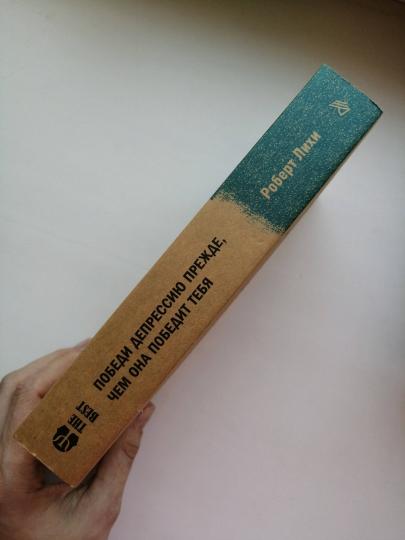 Роберт Лихи
ПОБЕДИ ДЕПРЕССИЮ ПРЕЖДЕ,
ЧЕМ ОНА ПОБЕДИТ ТЕБЯ
THE
BEST